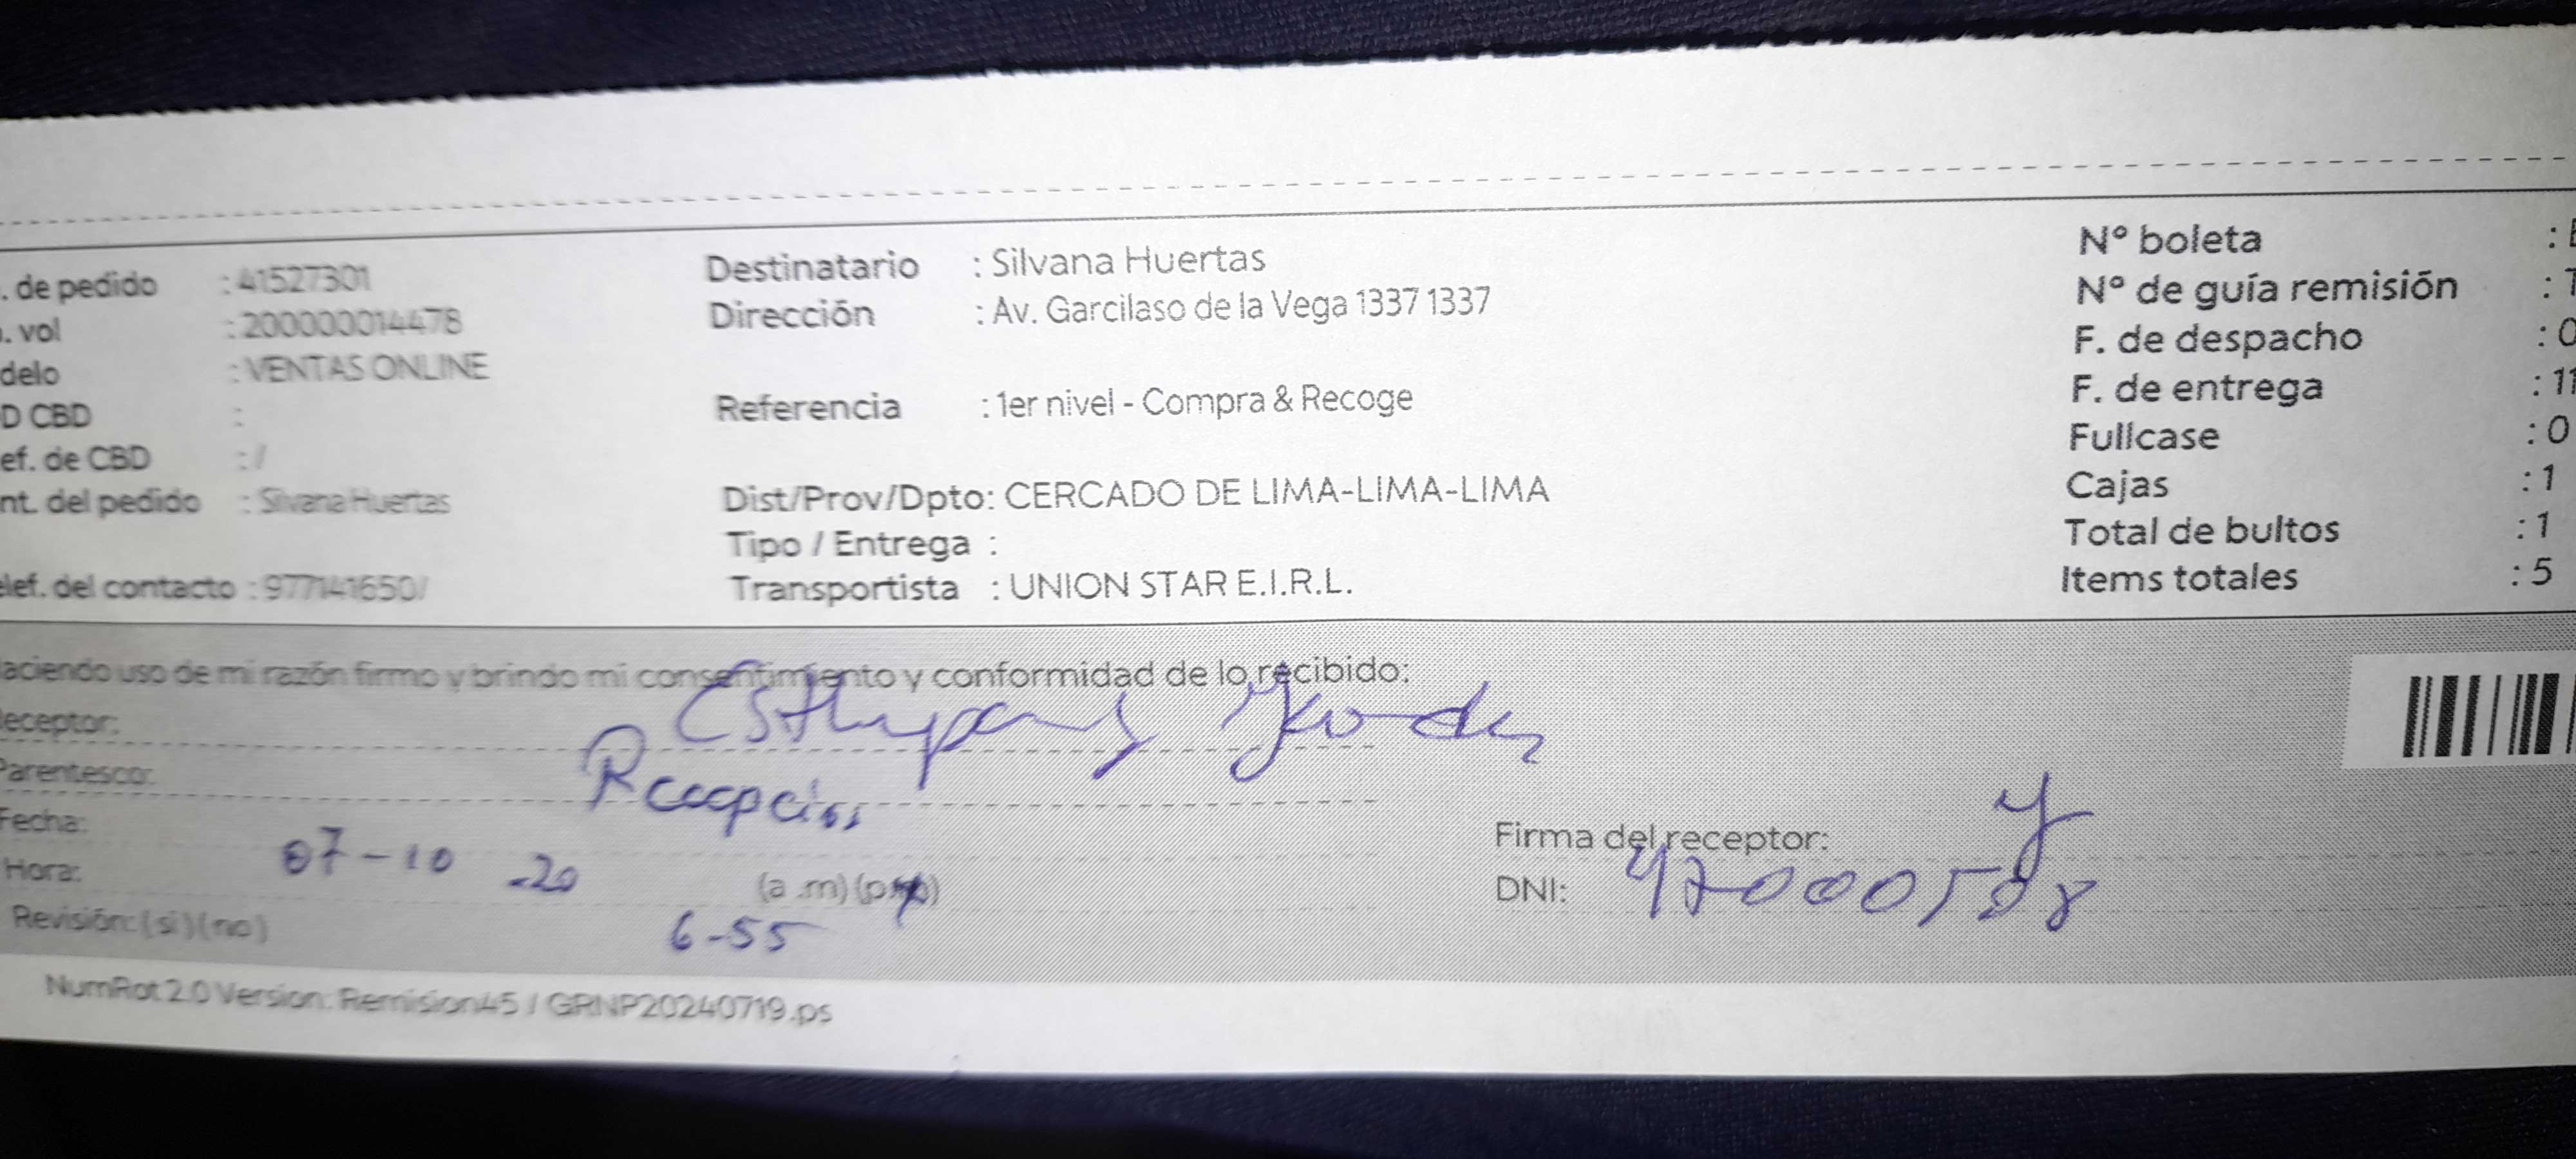 . de pedido : 41527301
. vol : 200000014478
delo : VENTAS ONLINE
D CBD :
ef. de CBD : /
nt. del pedido : Silvana Huertas
elef. del contacto : 977141650/
Destinatario : Silvana Huertas
Dirección : Av. Garcilaso de la Vega 1337 1337
Referencia : 1er nivel - Compra & Recoge
Dist/Prov/Dpto: CERCADO DE LIMA-LIMA-LIMA
Tipo / Entrega :
Transportista : UNION STAR E.I.R.L.
N° boleta :
N° de guía remisión :
F. de despacho : 0
F. de entrega : 11
Fullcase : 0
Cajas : 1
Total de bultos : 1
Items totales : 5
aciendo uso de mi razón firmo y brindo mi consentimiento y conformidad de lo recibido:
eceptor:
Parentesco: Recepción
Fecha: 07-10-20
Hora: 6-55 (a .m) (p.m)
Revisión: (si) (no)
Firma del receptor:
DNI:
NumRot 2.0 Version: Remision45 / GRNP20240719.ps